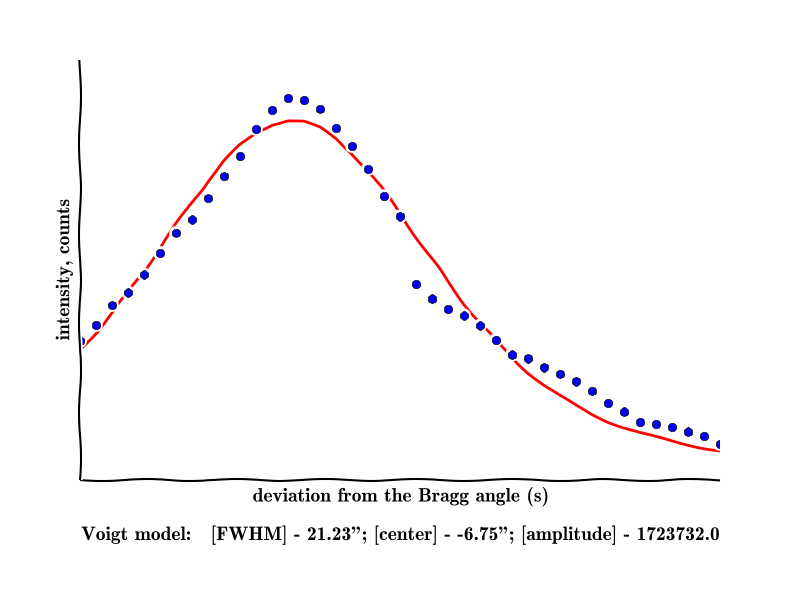 intensity, counts
deviation from the Bragg angle (s)
Voigt model: [FWHM] - 21.23”; [center] - -6.75”; [amplitude] - 1723732.0